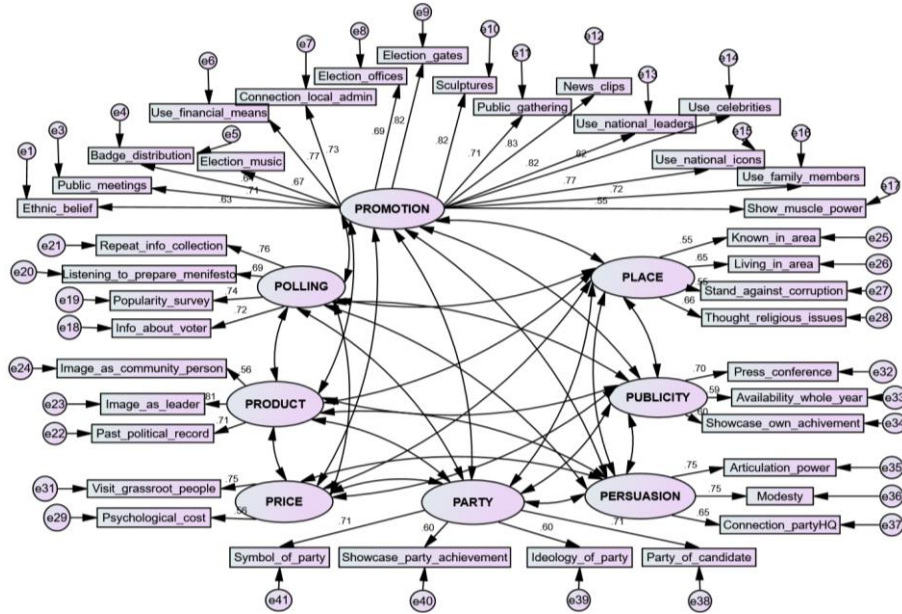 e9
e8
e10
e7
e12
e11
e14
e6
Election_gates
Election_offices
Sculptures
News_clips
e13
Connection_local_admin
Public_gathering
Use_celebrities
e4
Use_financial_means
Use_national_leaders
e3
e5
e15
e16
e1
Badge_distribution
Election_music
Use_national_icons
Use_family_members
Public_meetings
e17
Ethnic_belief
Show_muscle_power
.69
.82
.82
.71
.83
.82
.82
.77
.73
.77
.72
.64
.67
.71
.63
.55
PROMOTION
e21
Repeat_info_collection
.76
.55
Known_in_area
e25
e20
Listening_to_prepare_menifesto
.69
POLLING
PLACE
.65
Living_in_area
e26
e19
Popularity_survey
.74
.55
Stand_against_corruption
e27
e18
Info_about_voter
.72
.66
Thought_religious_issues
e28
e24
Image_as_community_person
.56
.70
Press_conference
e32
e23
Image_as_leader
.81
PRODUCT
PUBLICITY
.59
Availability_whole_year
e33
e22
Past_political_record
.71
.60
Showcase_own_achivement
e34
e31
Visit_grassroot_people
.75
.75
Articulation_power
e35
PRICE
PARTY
PERSUASION
.75
Modesty
e36
e29
Psychological_cost
.56
.65
Connection_partyHQ
e37
.71
.60
.60
.71
Symbol_of_party
Showcase_party_achievement
Ideology_of_party
Party_of_candidate
e41
e40
e39
e38